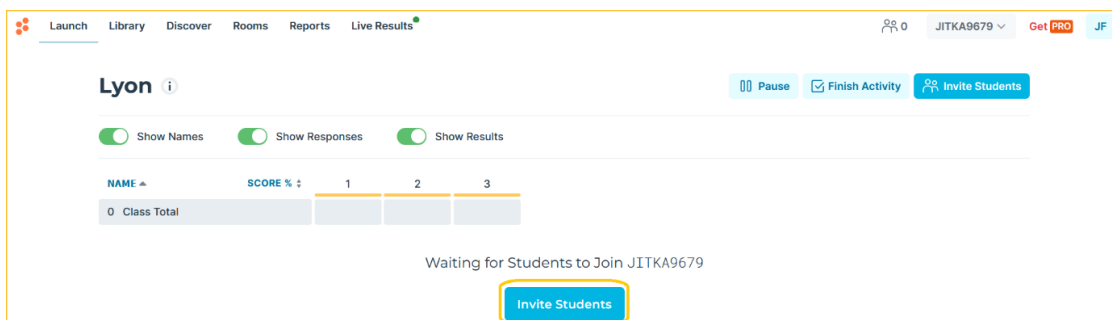 Launch Library Discover Rooms Reports Live Results 0 JITKA9679 Get PRO JF
Lyon i Pause Finish Activity Invite Students
Show Names Show Responses Show Results
NAME SCORE % 1 2 3
0 Class Total
Waiting for Students to Join JITKA9679
Invite Students